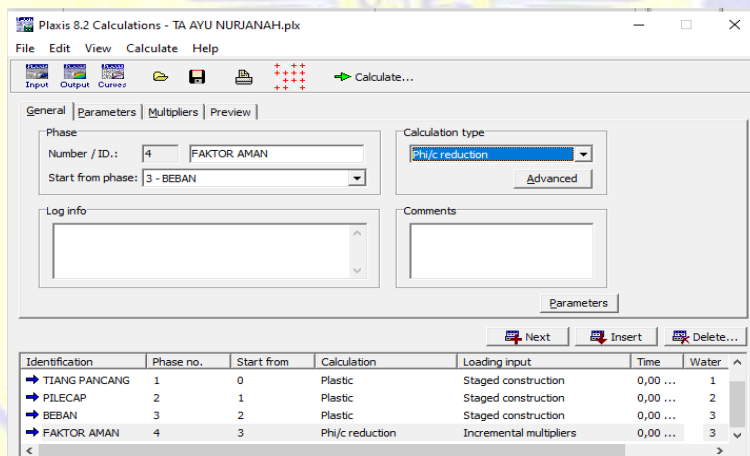 Plaxis 8.2 Calculations - TA AYU NURJANAH.plx
File Edit View Calculate Help
Input Output Curves Calculate...
General Parameters Multipliers Preview
Phase
Number / ID.: 4 FAKTOR AMAN
Start from phase: 3 - BEBAN
Calculation type
Phi/c reduction
Advanced
Log info
Comments
Parameters
Next Insert Delete...
Identification Phase no. Start from Calculation Loading input Time Water
TIANG PANCANG 1 0 Plastic Staged construction 0,00 ... 1
PILECAP 2 1 Plastic Staged construction 0,00 ... 2
BEBAN 3 2 Plastic Staged construction 0,00 ... 3
FAKTOR AMAN 4 3 Phi/c reduction Incremental multipliers 0,00 ... 3